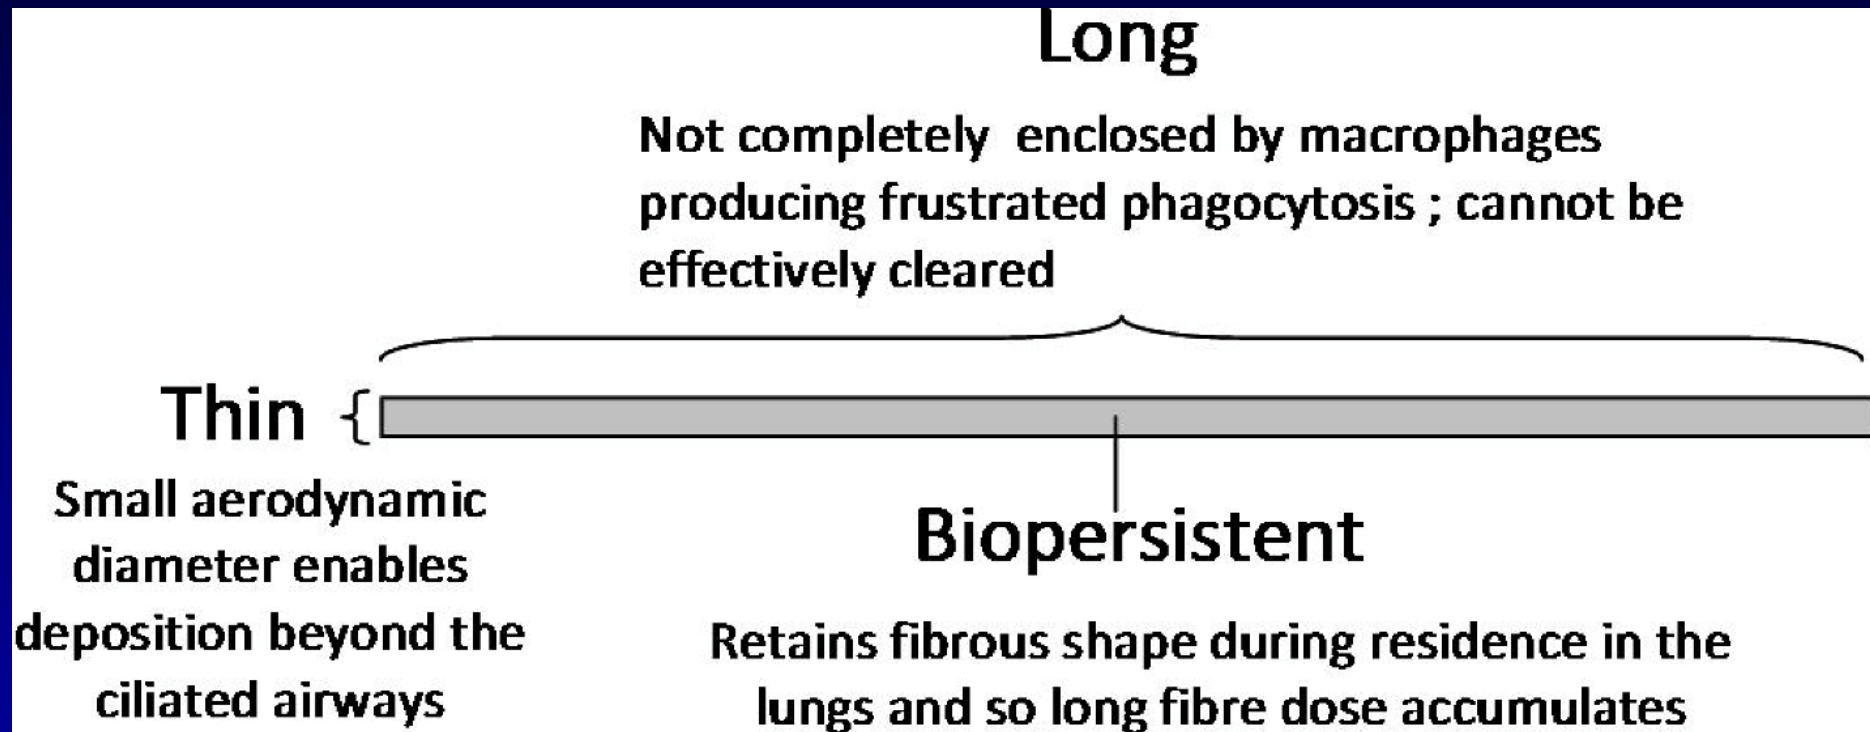 Long
Not completely enclosed by macrophages
producing frustrated phagocytosis ; cannot be
effectively cleared
Thin
Small aerodynamic
diameter enables
deposition beyond the
ciliated airways
Biopersistent
Retains fibrous shape during residence in the
lungs and so long fibre dose accumulates